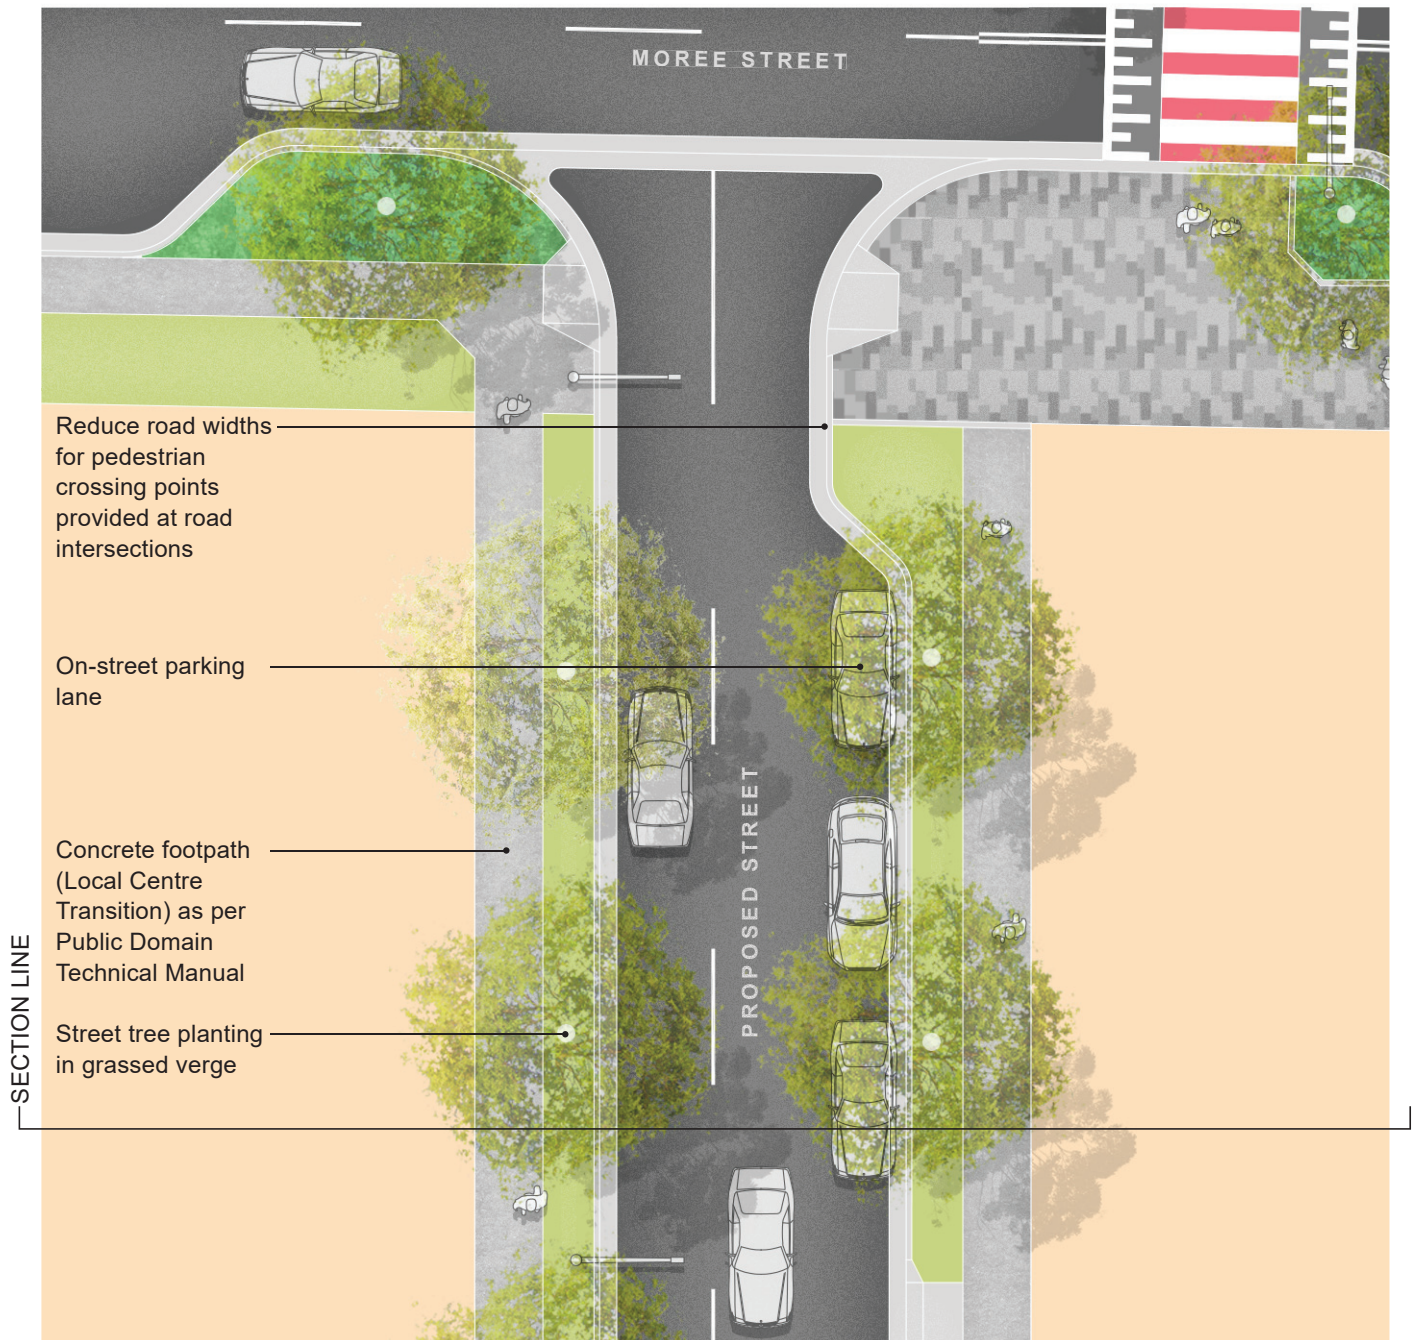 MOREE STREET
Reduce road widths
for pedestrian
crossing points
provided at road
intersections
On-street parking
lane
PROPOSED STREET
Concrete footpath
(Local Centre
Transition) as per
Public Domain
Technical Manual
SECTION LINE
Street tree planting
in grassed verge